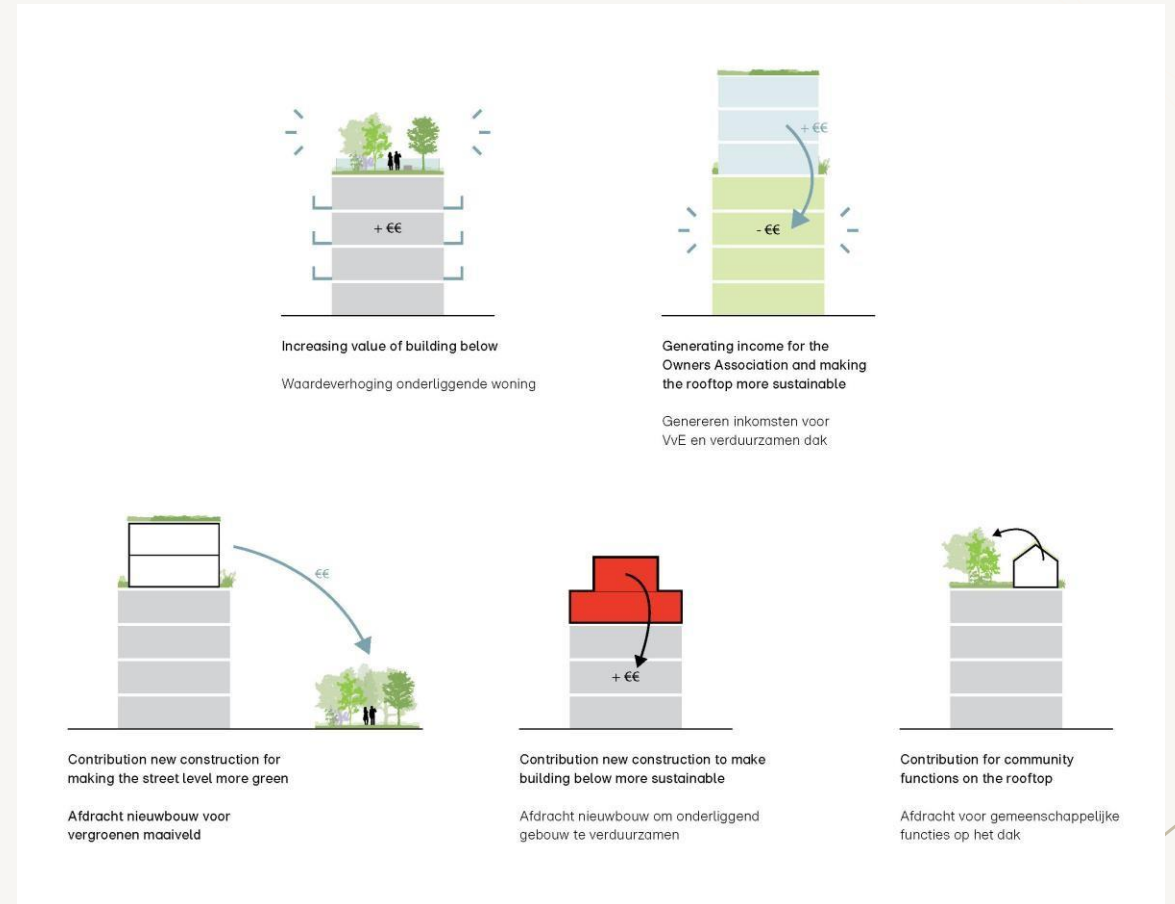 + €€
+ €€
- €€
Increasing value of building below
Waardeverhoging onderliggende woning
Generating income for the
Owners Association and making
the rooftop more sustainable
Genereren inkomsten voor
VvE en verduurzamen dak
€€
+ €€
Contribution new construction for
making the street level more green
Afdracht nieuwbouw voor
vergroenen maaiveld
Contribution new construction to make
building below more sustainable
Afdracht nieuwbouw om onderliggend
gebouw te verduurzamen
Contribution for community
functions on the rooftop
Afdracht voor gemeenschappelijke
functies op het dak